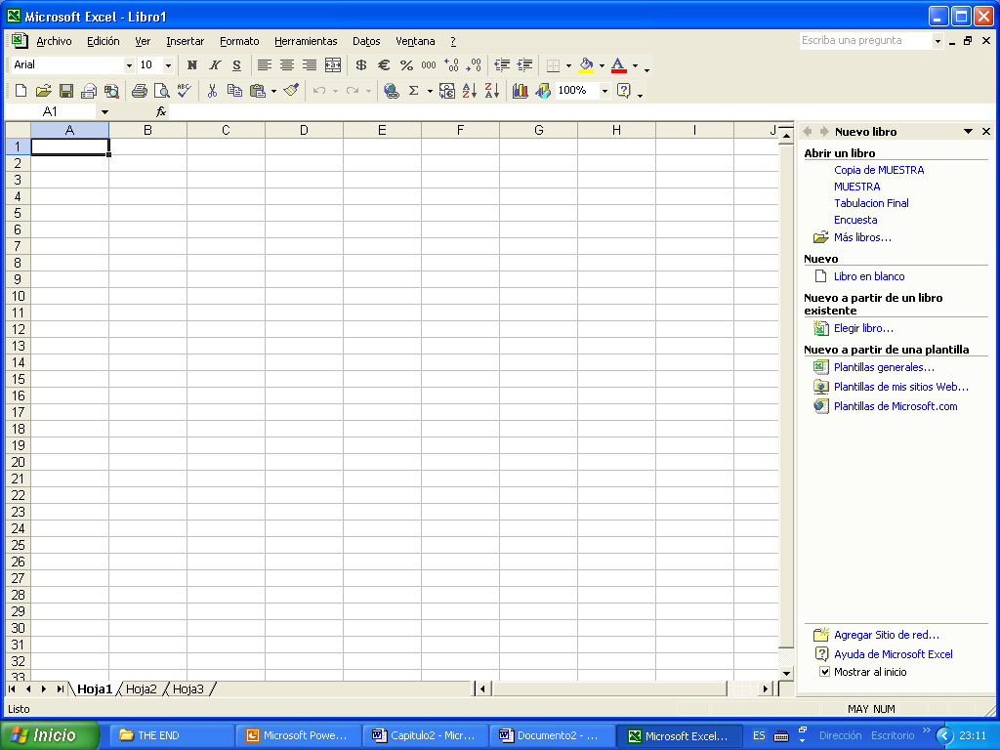 Microsoft Excel - Libro1
Archivo Edición Ver Insertar Formato Herramientas Datos Ventana ? Escriba una pregunta
Arial 10 N K S $ € % 000
100%
A1 fx
A B C D E F G H I J
1
2
3
4
5
6
7
8
9
10
11
12
13
14
15
16
17
18
19
20
21
22
23
24
25
26
27
28
29
30
31
32
33
Nuevo libro
Abrir un libro
Copia de MUESTRA
MUESTRA
Tabulacion Final
Encuesta
Más libros...
Nuevo
Libro en blanco
Nuevo a partir de un libro
existente
Elegir libro...
Nuevo a partir de una plantilla
Plantillas generales...
Plantillas de mis sitios Web...
Plantillas de Microsoft.com
Agregar Sitio de red...
Ayuda de Microsoft Excel
Mostrar al inicio
Hoja1 Hoja2 Hoja3
Listo MAY NUM
Inicio THE END Microsoft Powe... Capitulo2 - Micr... Documento2 - ... Microsoft Excel... ES Dirección Escritorio » 23:11